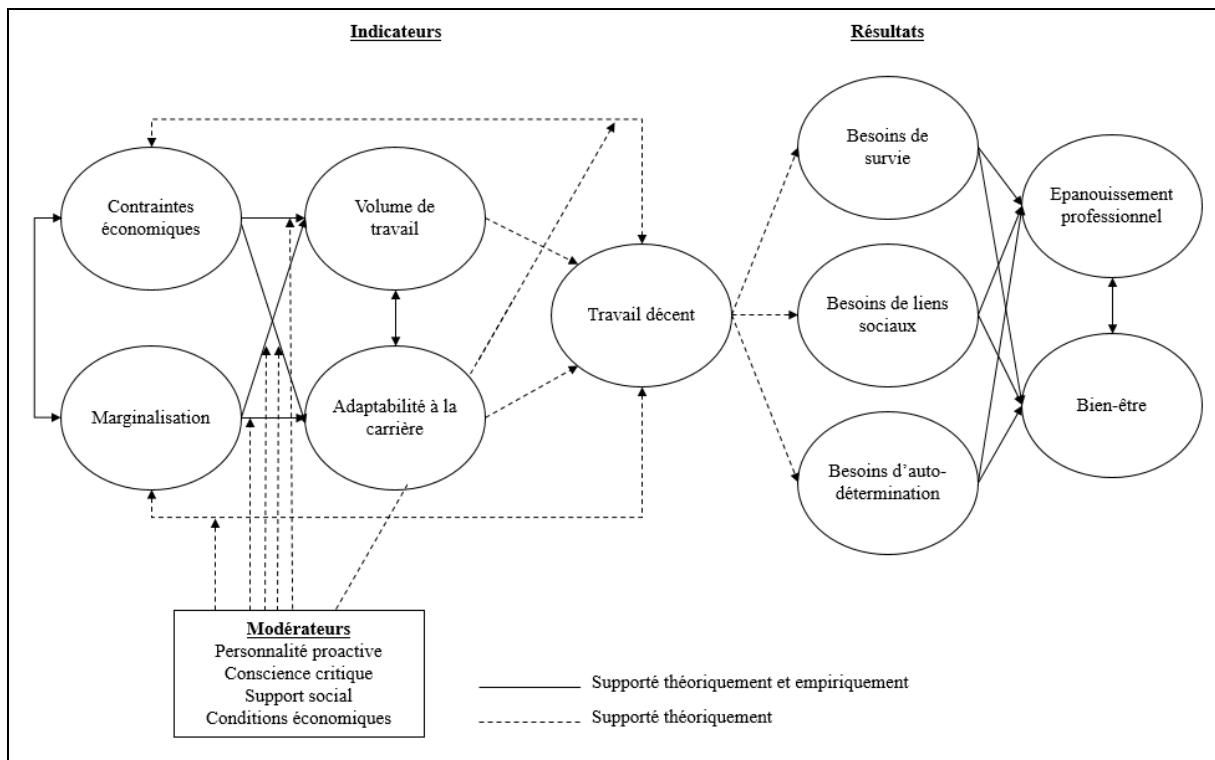 Indicateurs
Résultats
Contraintes
économiques
Volume de
travail
Marginalisation
Adaptabilité à la
carrière
Travail décent
Besoins de
survie
Besoins de liens
sociaux
Besoins d’auto-
détermination
Epanouissement
professionnel
Bien-être
Modérateurs
Personnalité proactive
Conscience critique
Support social
Conditions économiques
Supporté théoriquement et empiriquement
Supporté théoriquement